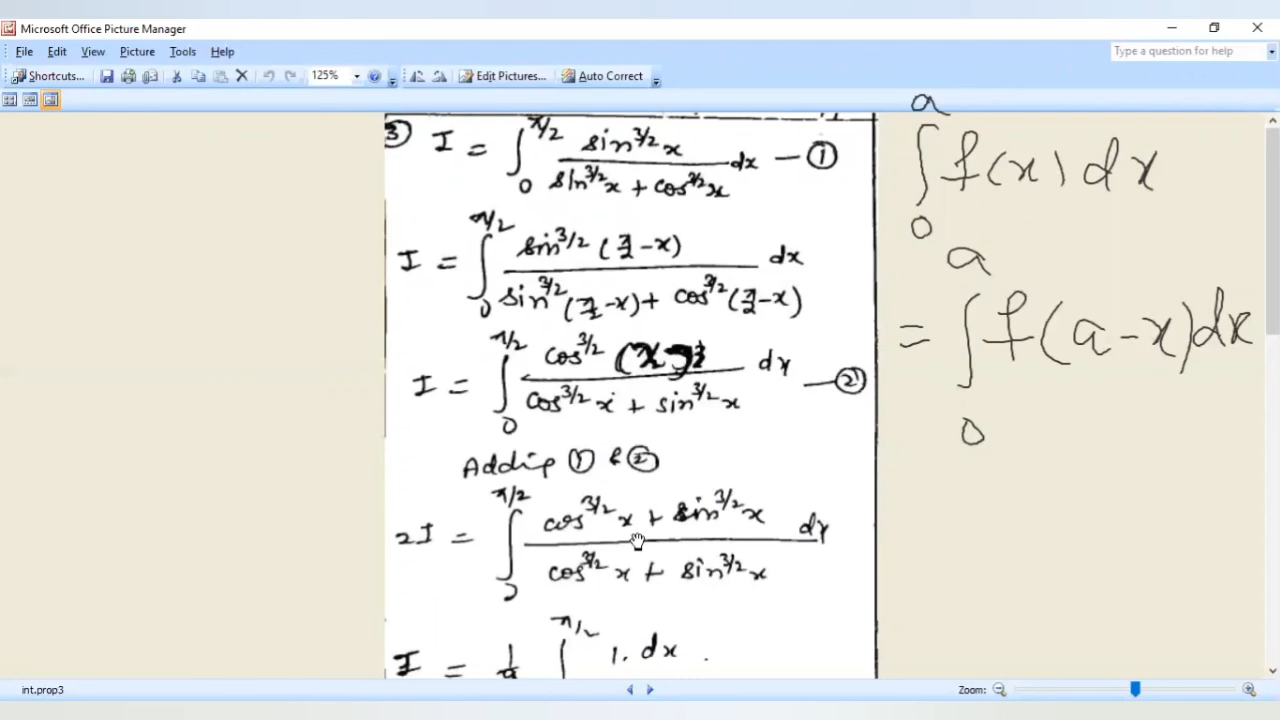 Microsoft Office Picture Manager
File Edit View Picture Tools Help
Type a question for help
Shortcuts... 125% Edit Pictures... Auto Correct
③ I = ∫₀^{π/2} sin^{3/2}x / (sin^{3/2}x + cos^{3/2}x) dx — ①
I = ∫₀^{π/2} sin^{3/2}(π/2 - x) / (sin^{3/2}(π/2 - x) + cos^{3/2}(π/2 - x)) dx
I = ∫₀^{π/2} cos^{3/2} / (cos^{3/2}x + sin^{3/2}x) dx — ②
Adding ① & ②
2I = ∫₀^{π/2} (cos^{3/2}x + sin^{3/2}x) / (cos^{3/2}x + sin^{3/2}x) dx
I = ∫^{π/2} 1. dx
∫₀^a f(x) dx
= ∫₀^a f(a-x) dx
int.prop3
Zoom: